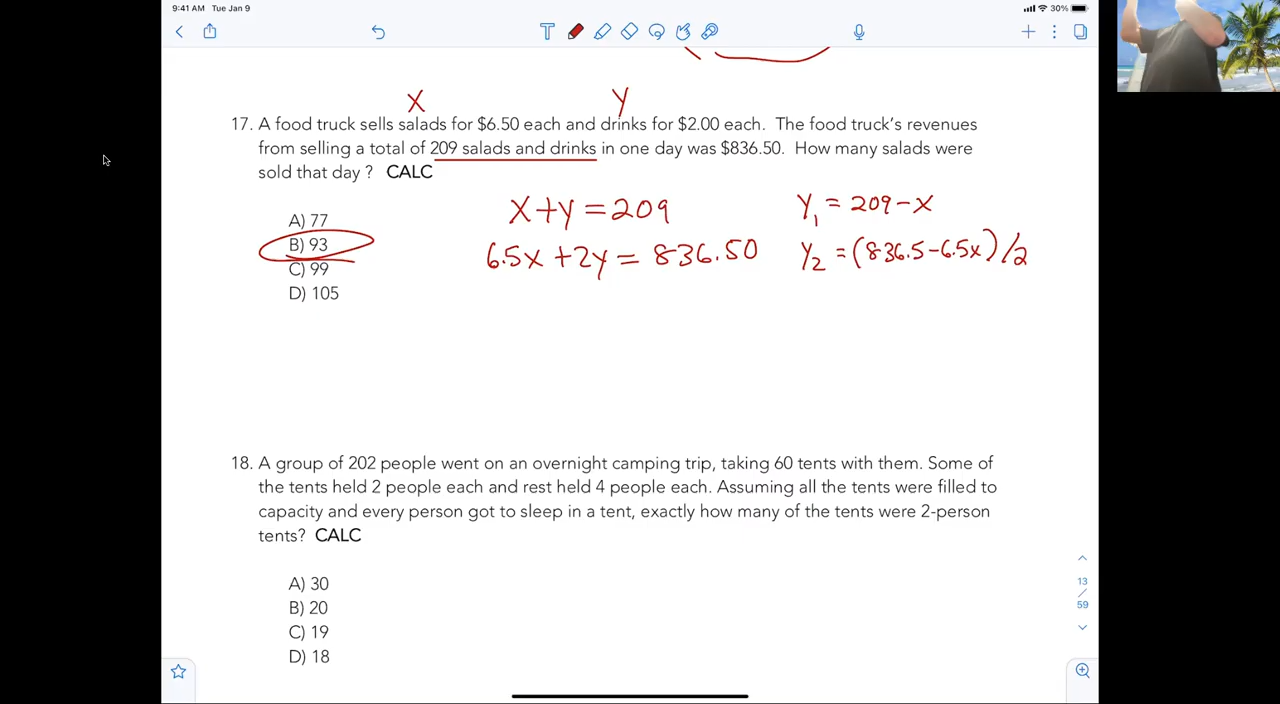 9:41 AM Tue Jan 9
30%
X
y
17. A food truck sells salads for $6.50 each and drinks for $2.00 each. The food truck's revenues
from selling a total of 209 salads and drinks in one day was $836.50. How many salads were
sold that day ? CALC
A) 77
B) 93
C) 99
D) 105
X+y = 209
6.5x +2y = 836.50
Y₁ = 209-X
Y₂ = (836.5-6.5x)/2
18. A group of 202 people went on an overnight camping trip, taking 60 tents with them. Some of
the tents held 2 people each and rest held 4 people each. Assuming all the tents were filled to
capacity and every person got to sleep in a tent, exactly how many of the tents were 2-person
tents? CALC
A) 30
B) 20
C) 19
D) 18
13
/
59